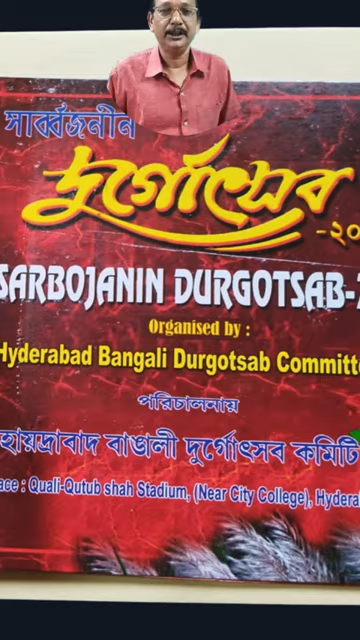 সার্ব্বজনীন
দুর্গোৎসব
-২০
SARBOJANIN DURGOTSAB-
Organised by :
Hyderabad Bangali Durgotsab Committe
পরিচালনায়
হায়দ্রাবাদ বাঙালী দুর্গোৎসব কমিটি
ace : Quali-Qutub shah Stadium, (Near City College), Hydera